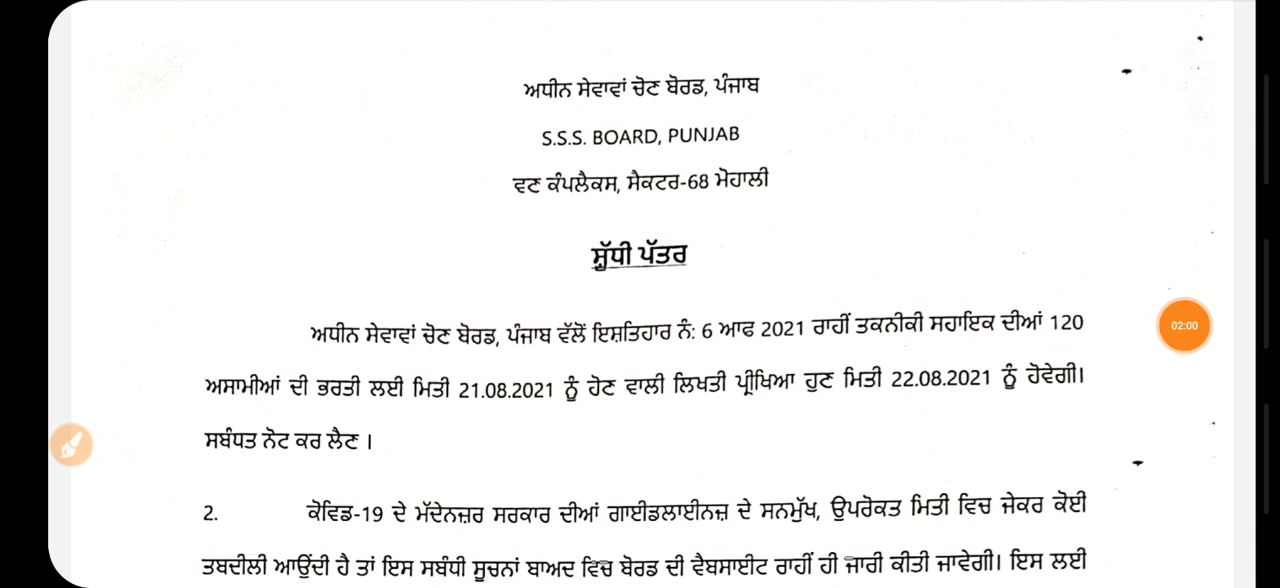 ਅਧੀਨ ਸੇਵਾਵਾਂ ਚੋਣ ਬੋਰਡ, ਪੰਜਾਬ
S.S.S. BOARD, PUNJAB
ਵਣ ਕੰਪਲੈਕਸ, ਸੈਕਟਰ-68 ਮੋਹਾਲੀ
ਸ਼ੁੱਧੀ ਪੱਤਰ
ਅਧੀਨ ਸੇਵਾਵਾਂ ਚੋਣ ਬੋਰਡ, ਪੰਜਾਬ ਵੱਲੋਂ ਇਸ਼ਤਿਹਾਰ ਨੰ: 6 ਆਫ 2021 ਰਾਹੀਂ ਤਕਨੀਕੀ ਸਹਾਇਕ ਦੀਆਂ 120
02:00
ਅਸਾਮੀਆਂ ਦੀ ਭਰਤੀ ਲਈ ਮਿਤੀ 21.08.2021 ਨੂੰ ਹੋਣ ਵਾਲੀ ਲਿਖਤੀ ਪ੍ਰੀਖਿਆ ਹੁਣ ਮਿਤੀ 22.08.2021 ਨੂੰ ਹੋਵੇਗੀ।
ਸਬੰਧਤ ਨੋਟ ਕਰ ਲੈਣ ।
2. ਕੋਵਿਡ-19 ਦੇ ਮੱਦੇਨਜ਼ਰ ਸਰਕਾਰ ਦੀਆਂ ਗਾਈਡਲਾਈਨਜ਼ ਦੇ ਸਨਮੁੱਖ, ਉਪਰੋਕਤ ਮਿਤੀ ਵਿਚ ਜੇਕਰ ਕੋਈ
ਤਬਦੀਲੀ ਆਉਂਦੀ ਹੈ ਤਾਂ ਇਸ ਸਬੰਧੀ ਸੂਚਨਾਂ ਬਾਅਦ ਵਿਚ ਬੋਰਡ ਦੀ ਵੈਬਸਾਈਟ ਰਾਹੀਂ ਹੀ ਜਾਰੀ ਕੀਤੀ ਜਾਵੇਗੀ। ਇਸ ਲਈ